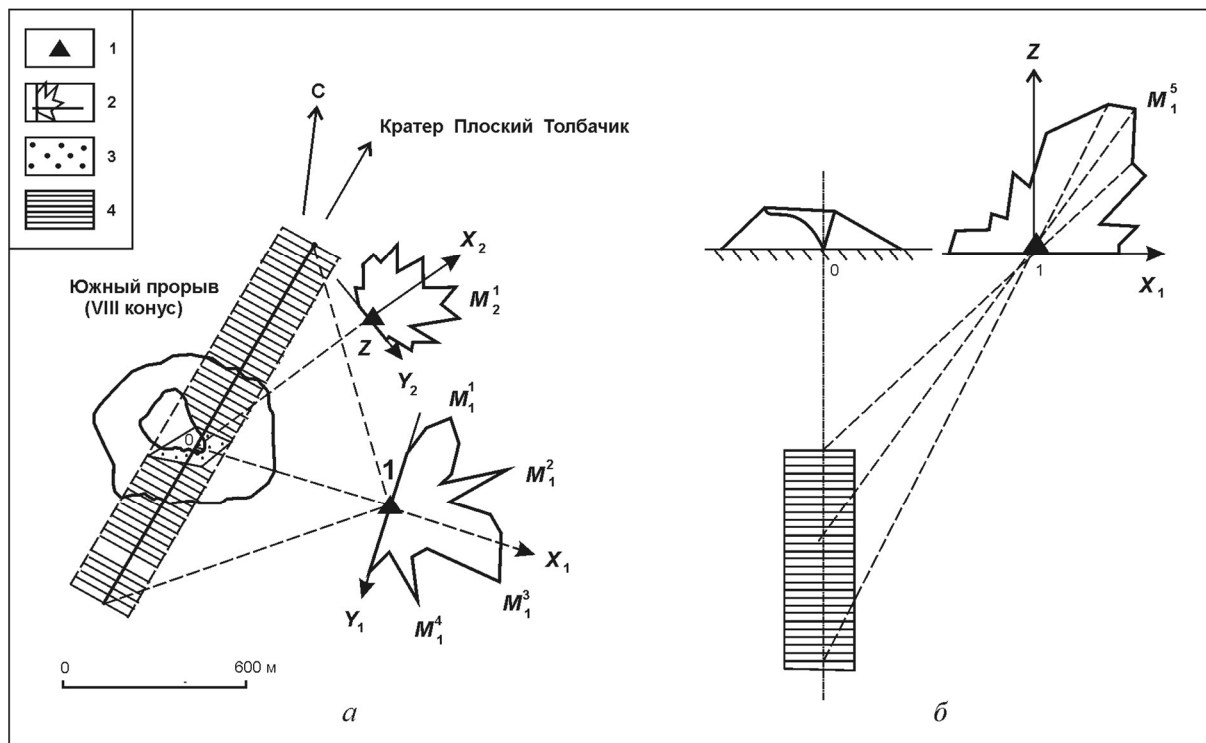 1
2
3
4
С
Кратер Плоский Толбачик
Южный прорыв
(VIII конус)
X₂
M₂¹
Z
Y₂
0
M₁¹
1
M₁²
X₁
Y₁
M₁⁴
M₁³
0 600 м
а
Z
M₁⁵
0
1
X₁
б